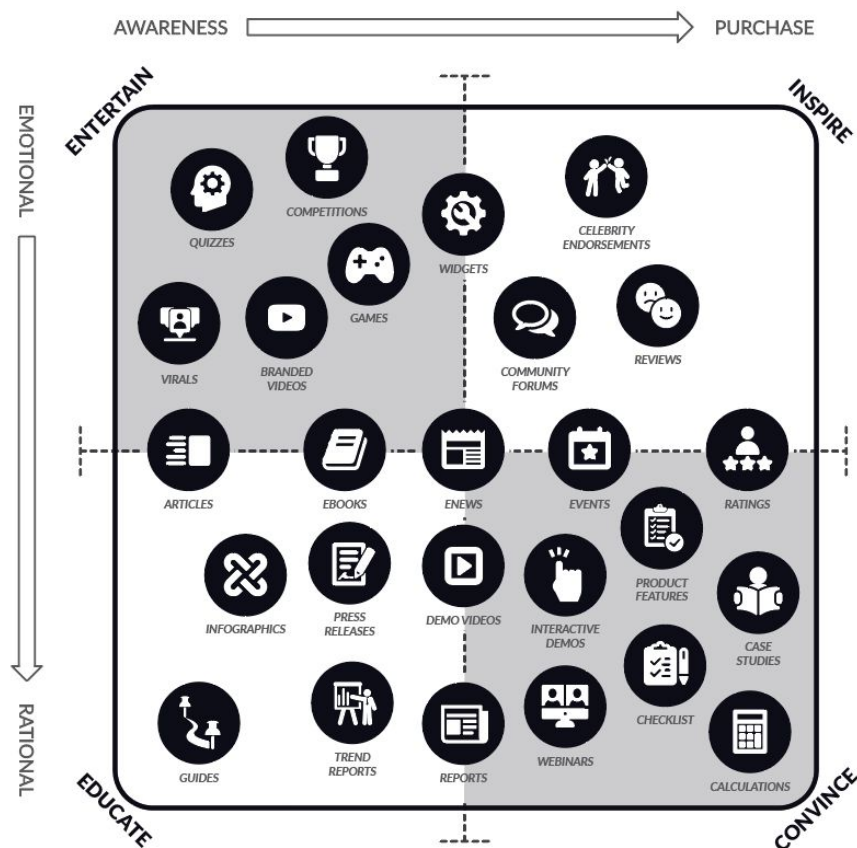 AWARENESS
PURCHASE
EMOTIONAL
RATIONAL
ENTERTAIN
INSPIRE
EDUCATE
CONVINCE
QUIZZES
COMPETITIONS
WIDGETS
CELEBRITY
ENDORSEMENTS
GAMES
VIRALS
BRANDED
VIDEOS
COMMUNITY
FORUMS
REVIEWS
ARTICLES
EBOOKS
ENEWS
EVENTS
RATINGS
INFOGRAPHICS
PRESS
RELEASES
DEMO VIDEOS
INTERACTIVE
DEMOS
PRODUCT
FEATURES
CASE
STUDIES
GUIDES
TREND
REPORTS
REPORTS
WEBINARS
CHECKLIST
CALCULATIONS